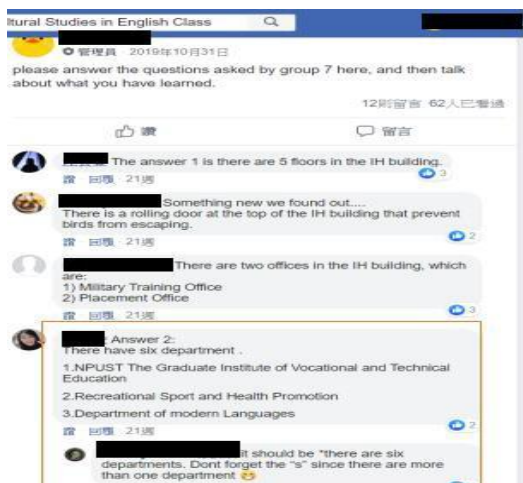 ltural Studies in English Class
管理員 2019年10月31日
please answer the questions asked by group 7 here, and then talk
about what you have learned.
12則留言 62人已看過
讚 留言
The answer 1 is there are 5 floors in the IH building.
3
讚 回覆 21週
Something new we found out....
There is a rolling door at the top of the IH building that prevent
birds from escaping.
2
讚 回覆 21週
There are two offices in the IH building, which
are:
1) Military Training Office
2) Placement Office
3
讚 回覆 21週
: Answer 2:
There have six department .
1.NPUST The Graduate Institute of Vocational and Technical
Education
2.Recreational Sport and Health Promotion
3.Department of modern Languages
2
讚 回覆 21週
it should be "there are six
departments. Dont forget the "s" since there are more
than one department